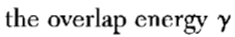 the overlap energy γ